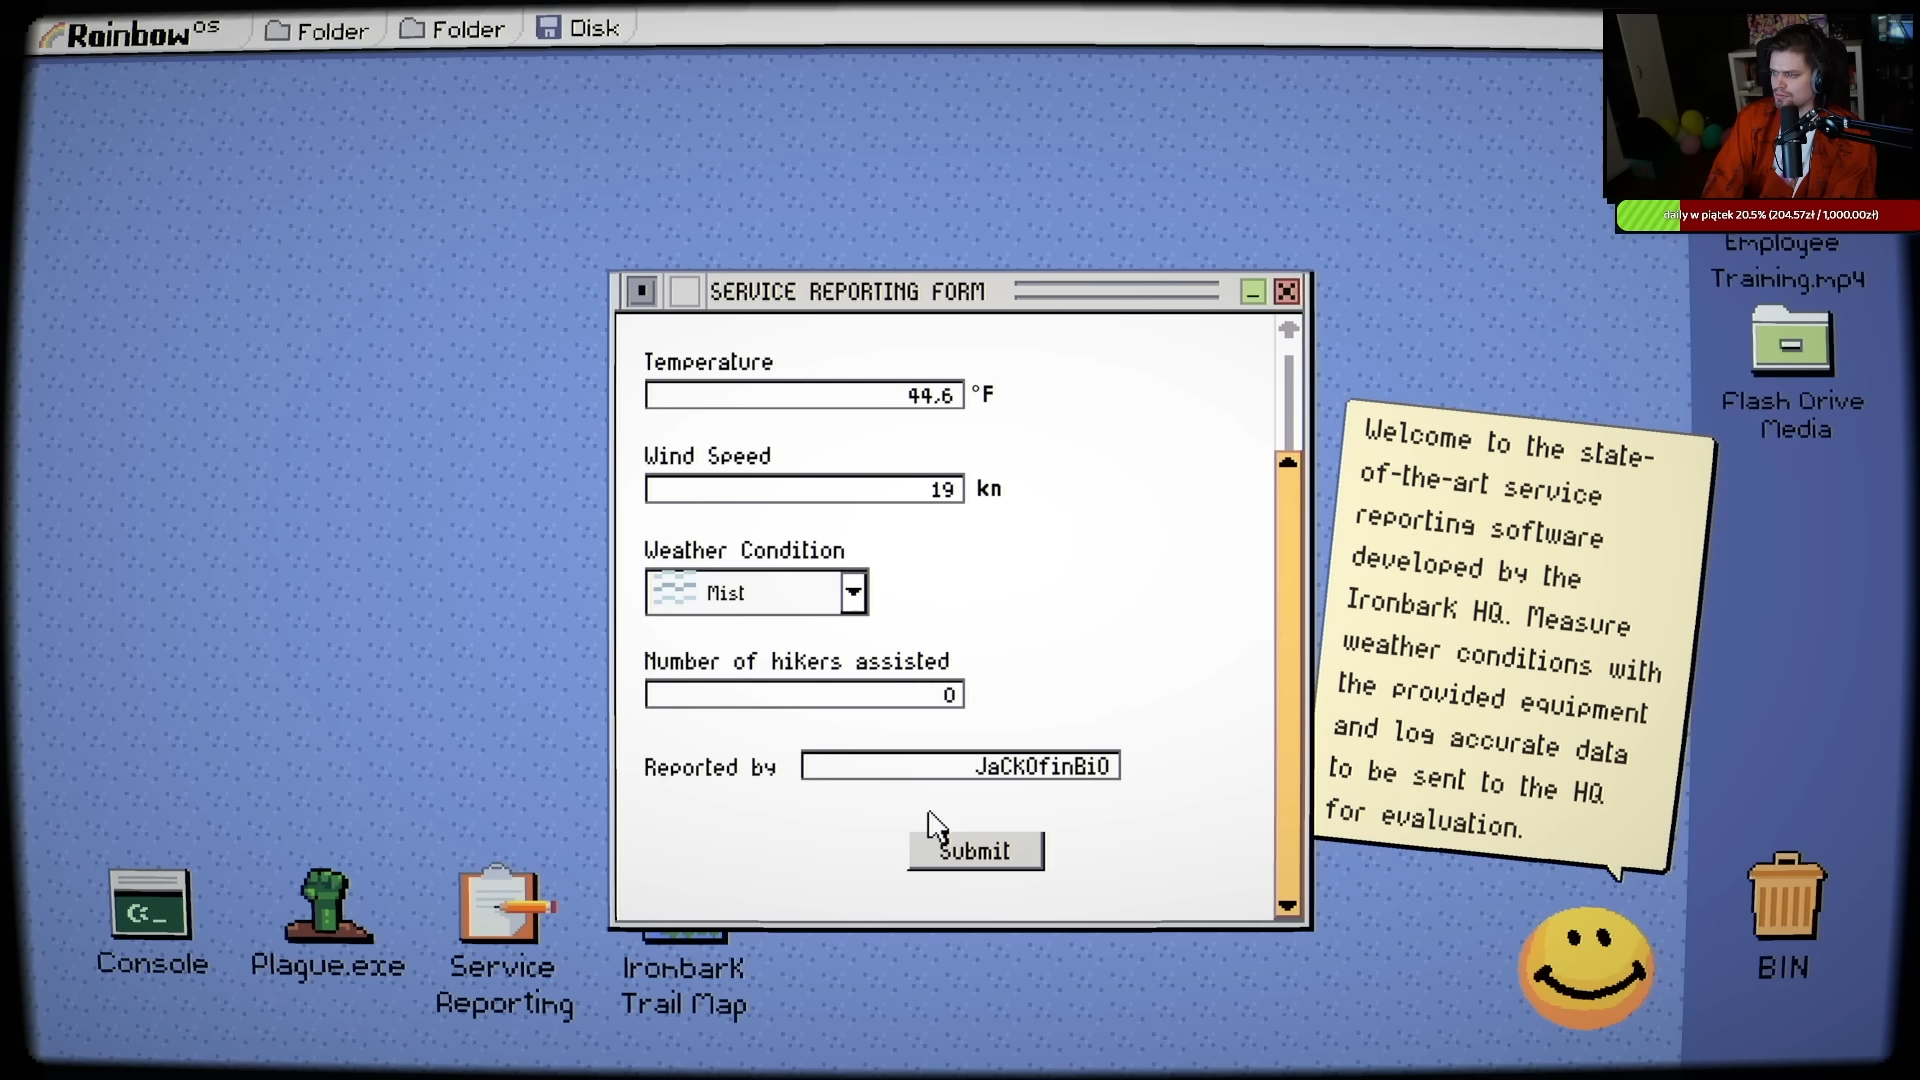 Rainbow OS
Folder
Folder
Disk
daily w piątek 20.5% (204.57zł / 1,000.00zł)
Employee
Training.mp4
Flash Drive
Media
SERVICE REPORTING FORM
Temperature
44.6 °F
Wind Speed
19 kn
Weather Condition
Mist
Number of hikers assisted
0
Reported by JaCK0finBiO
Submit
Welcome to the state-
of-the-art service
reporting software
developed by the
Ironbark HQ. Measure
weather conditions with
the provided equipment
and log accurate data
to be sent to the HQ
for evaluation.
C:_
Console
Plague.exe
Service
Reporting
Ironbark
Trail Map
BIN